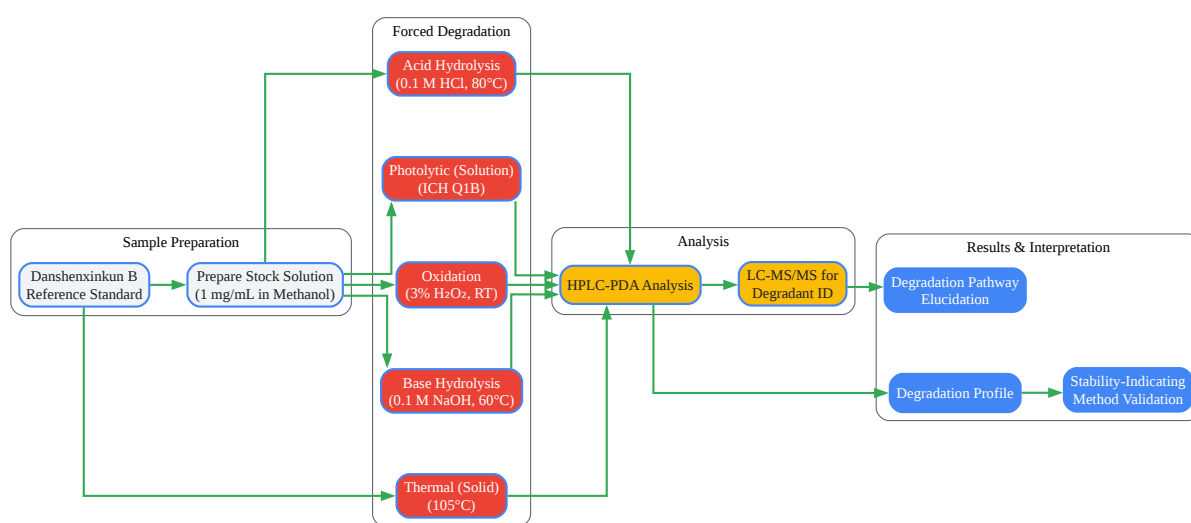 Forced Degradation
Acid Hydrolysis
(0.1 M HCl, 80°C)
Photolytic (Solution)
(ICH Q1B)
Sample Preparation
Danshenxinkun B
Reference Standard
Prepare Stock Solution
(1 mg/mL in Methanol)
Oxidation
(3% H₂O₂, RT)
Base Hydrolysis
(0.1 M NaOH, 60°C)
Thermal (Solid)
(105°C)
Analysis
HPLC-PDA Analysis
LC-MS/MS for
Degradant ID
Results & Interpretation
Degradation Pathway
Elucidation
Degradation Profile
Stability-Indicating
Method Validation